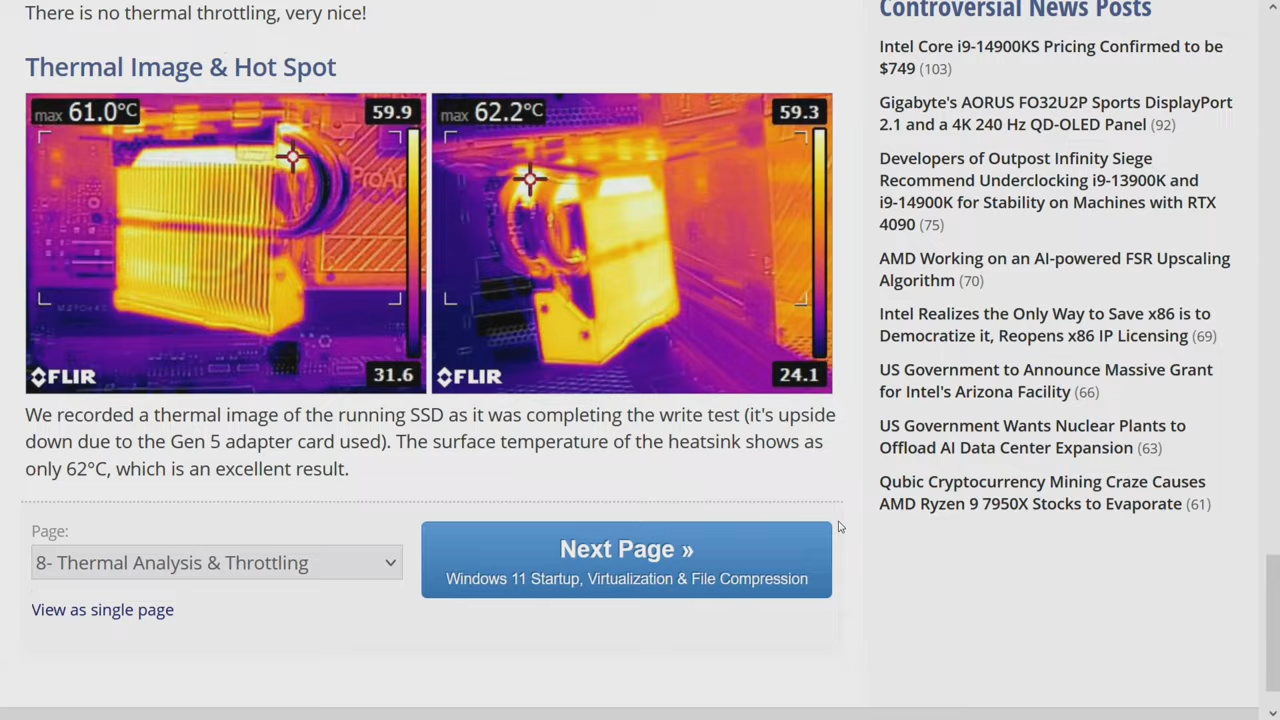 There is no thermal throttling, very nice!
Thermal Image & Hot Spot
max 61.0°C
59.9
ProAr
31.6
FLIR
max 62.2°C
59.3
24.1
FLIR
We recorded a thermal image of the running SSD as it was completing the write test (it's upside
down due to the Gen 5 adapter card used). The surface temperature of the heatsink shows as
only 62°C, which is an excellent result.
Page:
8- Thermal Analysis & Throttling
View as single page
Next Page »
Windows 11 Startup, Virtualization & File Compression
Controversial News Posts
Intel Core i9-14900KS Pricing Confirmed to be
$749 (103)
Gigabyte's AORUS FO32U2P Sports DisplayPort
2.1 and a 4K 240 Hz QD-OLED Panel (92)
Developers of Outpost Infinity Siege
Recommend Underclocking i9-13900K and
i9-14900K for Stability on Machines with RTX
4090 (75)
AMD Working on an AI-powered FSR Upscaling
Algorithm (70)
Intel Realizes the Only Way to Save x86 is to
Democratize it, Reopens x86 IP Licensing (69)
US Government to Announce Massive Grant
for Intel's Arizona Facility (66)
US Government Wants Nuclear Plants to
Offload AI Data Center Expansion (63)
Qubic Cryptocurrency Mining Craze Causes
AMD Ryzen 9 7950X Stocks to Evaporate (61)